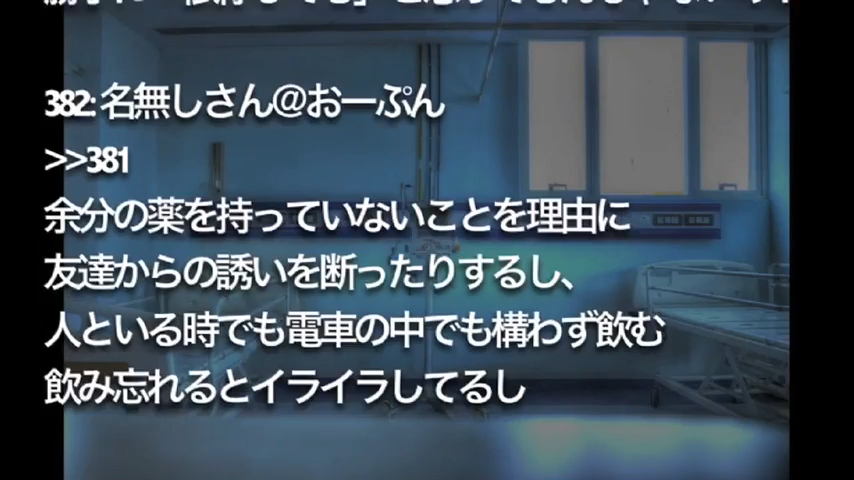 382: 名無しさん@おーぷん
>>381
余分の薬を持っていないことを理由に
友達からの誘いを断ったりするし、
人といる時でも電車の中でも構わず飲む
飲み忘れるとイライラしてるし